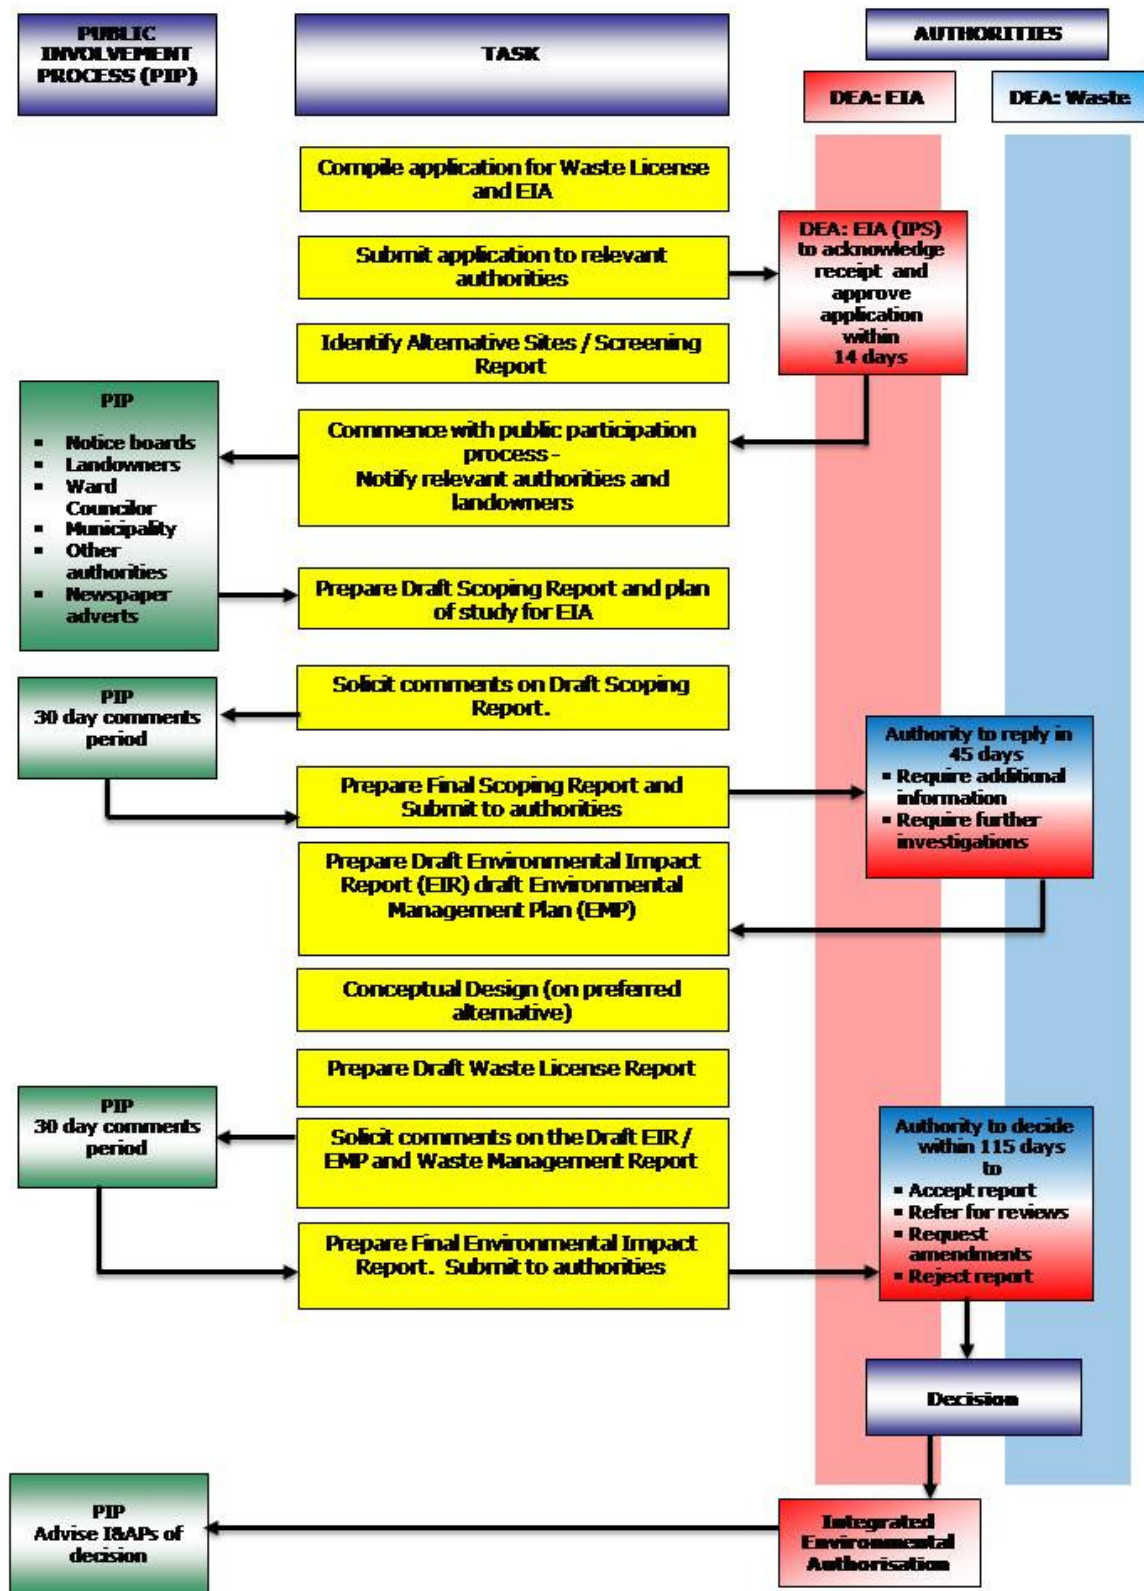 PUBLIC
INVOLVEMENT
PROCESS (PIP)
TASK
AUTHORITIES
DEA: EIA
DEA: Waste
Compile application for Waste License
and EIA
Submit application to relevant
authorities
DEA: EIA (IPS)
to acknowledge
receipt and
approve
application
within
14 days
Identify Alternative Sites / Screening
Report
PIP
▪ Notice boards
▪ Landowners
▪ Ward
Councilor
▪ Municipality
▪ Other
authorities
▪ Newspaper
adverts
Commence with public participation
process -
Notify relevant authorities and
landowners
Prepare Draft Scoping Report and plan
of study for EIA
Solicit comments on Draft Scoping
Report.
PIP
30 day comments
period
Prepare Final Scoping Report and
Submit to authorities
Authority to reply in
45 days
▪ Require additional
information
▪ Require further
investigations
Prepare Draft Environmental Impact
Report (EIR) draft Environmental
Management Plan (EMP)
Conceptual Design (on preferred
alternative)
Prepare Draft Waste License Report
PIP
30 day comments
period
Solicit comments on the Draft EIR /
EMP and Waste Management Report
Authority to decide
within 115 days
to
▪ Accept report
▪ Refer for reviews
▪ Request
amendments
▪ Reject report
Prepare Final Environmental Impact
Report. Submit to authorities
Decision
PIP
Advise I&APs of
decision
Integrated
Environmental
Authorisation